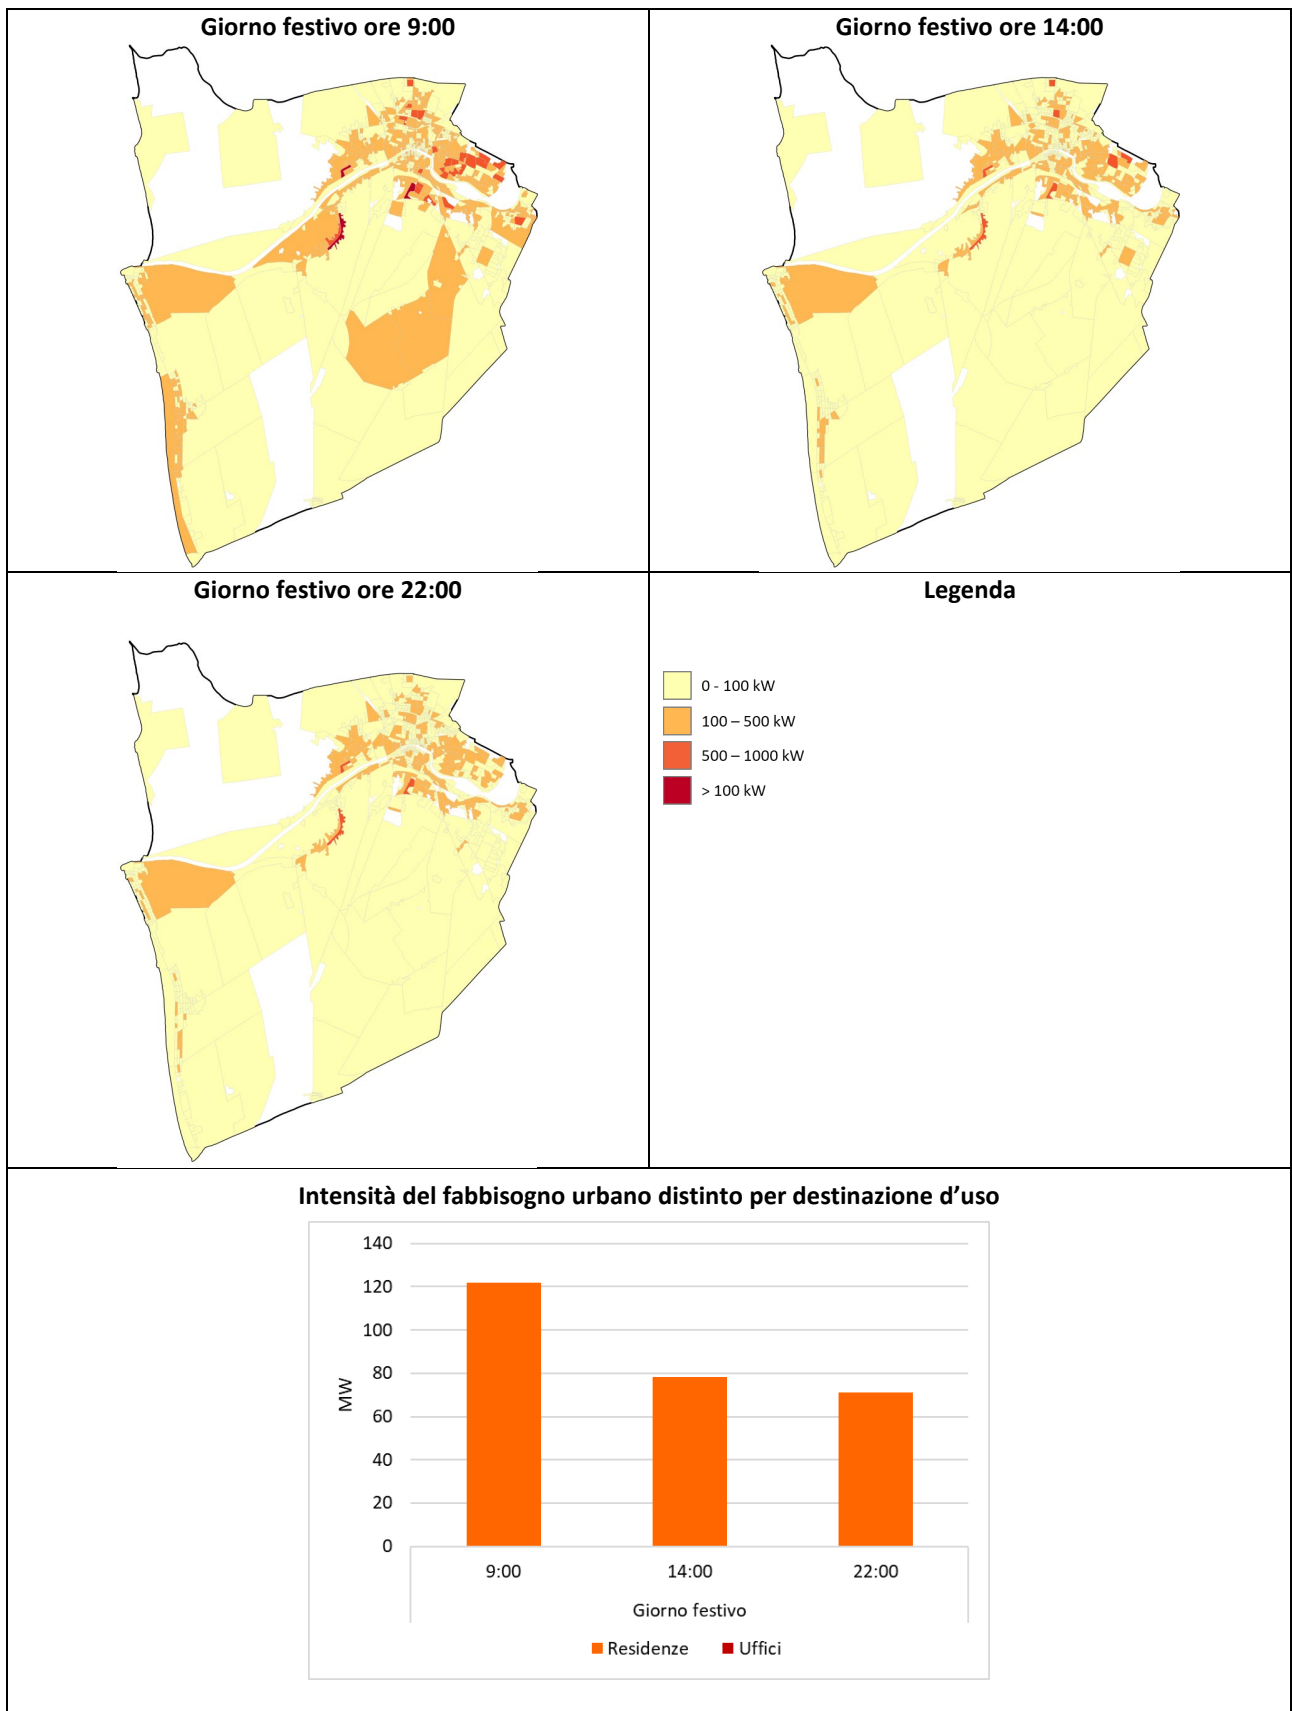 Giorno festivo ore 9:00
Giorno festivo ore 14:00
Giorno festivo ore 22:00
Legenda
0 - 100 kW
100 – 500 kW
500 – 1000 kW
> 100 kW
Intensità del fabbisogno urbano distinto per destinazione d’uso
140
120
100
80
60
40
20
0
MW
9:00
14:00
22:00
Giorno festivo
Residenze
Uffici